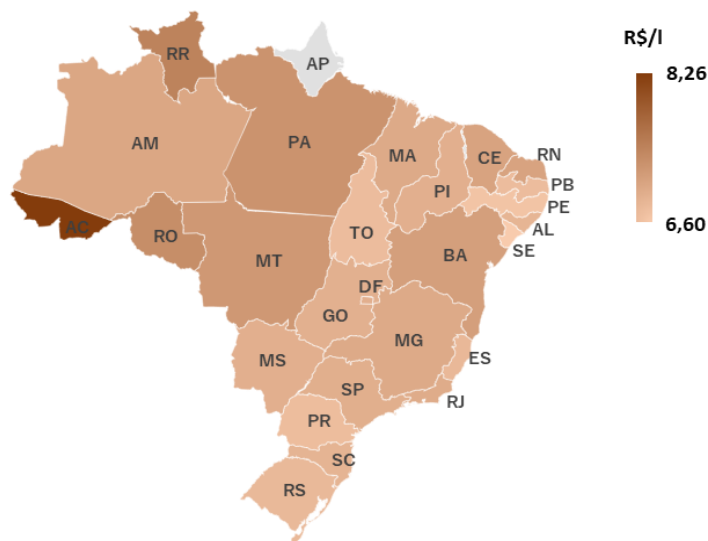 R$/l
8,26
6,60
RR
AP
AM
PA
MA
CE
RN
PB
PE
AL
SE
PI
AC
RO
TO
MT
BA
DF
GO
MG
MS
ES
SP
RJ
PR
SC
RS